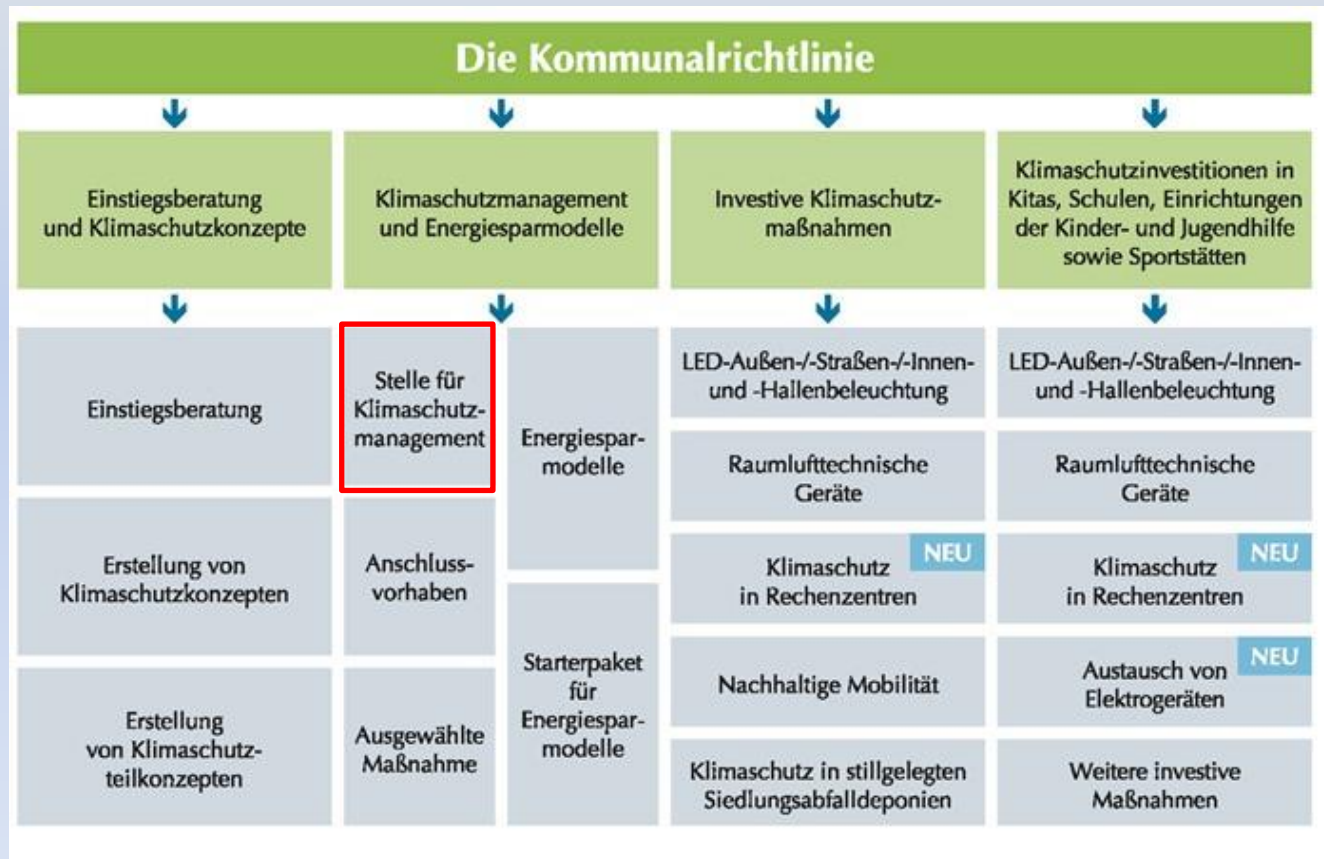 Die Kommunalrichtlinie
Einstiegsberatung
und Klimaschutzkonzepte
Klimaschutzmanagement
und Energiesparmodelle
Investive Klimaschutz-
maßnahmen
Klimaschutzinvestitionen in
Kitas, Schulen, Einrichtungen
der Kinder- und Jugendhilfe
sowie Sportstätten
Einstiegsberatung
Erstellung von
Klimaschutzkonzepten
Erstellung
von Klimaschutz-
teilkonzepten
Stelle für
Klimaschutz-
management
Anschluss-
vorhaben
Ausgewählte
Maßnahme
Energiespar-
modelle
Starterpaket
für
Energiespar-
modelle
LED-Außen-/-Straßen-/-Innen-
und -Hallenbeleuchtung
Raumlufttechnische
Geräte
NEU
Klimaschutz
in Rechenzentren
Nachhaltige Mobilität
Klimaschutz in stillgelegten
Siedlungsabfalldeponien
LED-Außen-/-Straßen-/-Innen-
und -Hallenbeleuchtung
Raumlufttechnische
Geräte
NEU
Klimaschutz
in Rechenzentren
NEU
Austausch von
Elektrogeräten
Weitere investive
Maßnahmen